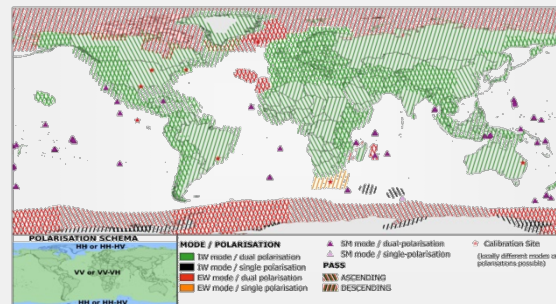 POLARISATION SCHEMA
HH or HH-HV
VV or VV-VH
HH or HH-HV
MODE / POLARISATION
IW mode / dual polarisation
IW mode / single polarisation
EW mode / dual polarisation
EW mode / single polarisation
SM mode / dual-polarisation
SM mode / single-polarisation
PASS
ASCENDING
DESCENDING
Calibration Site
(locally different modes or
polarisations possible)